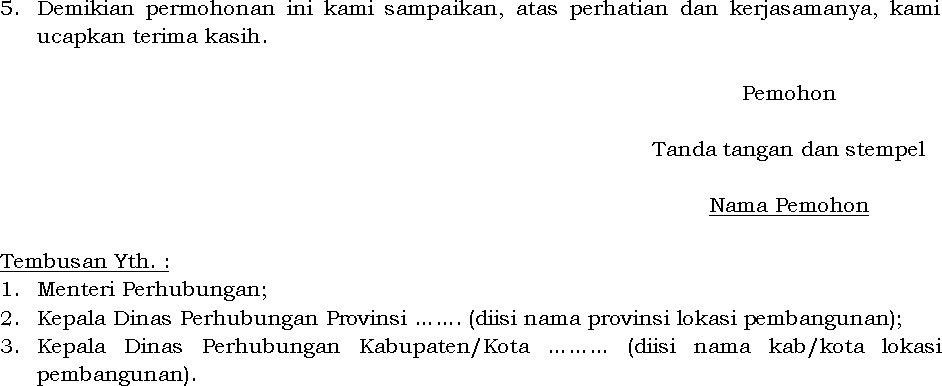 5. Demikian permohonan ini kami sampaikan, atas perhatian dan kerjasamanya, kami
ucapkan terima kasih.
Pemohon
Tanda tangan dan stempel
Nama Pemohon
Tembusan Yth. :
1. Menteri Perhubungan;
2. Kepala Dinas Perhubungan Provinsi ....... (diisi nama provinsi lokasi pembangunan);
3. Kepala Dinas Perhubungan Kabupaten/Kota ......... (diisi nama kab/kota lokasi
pembangunan).